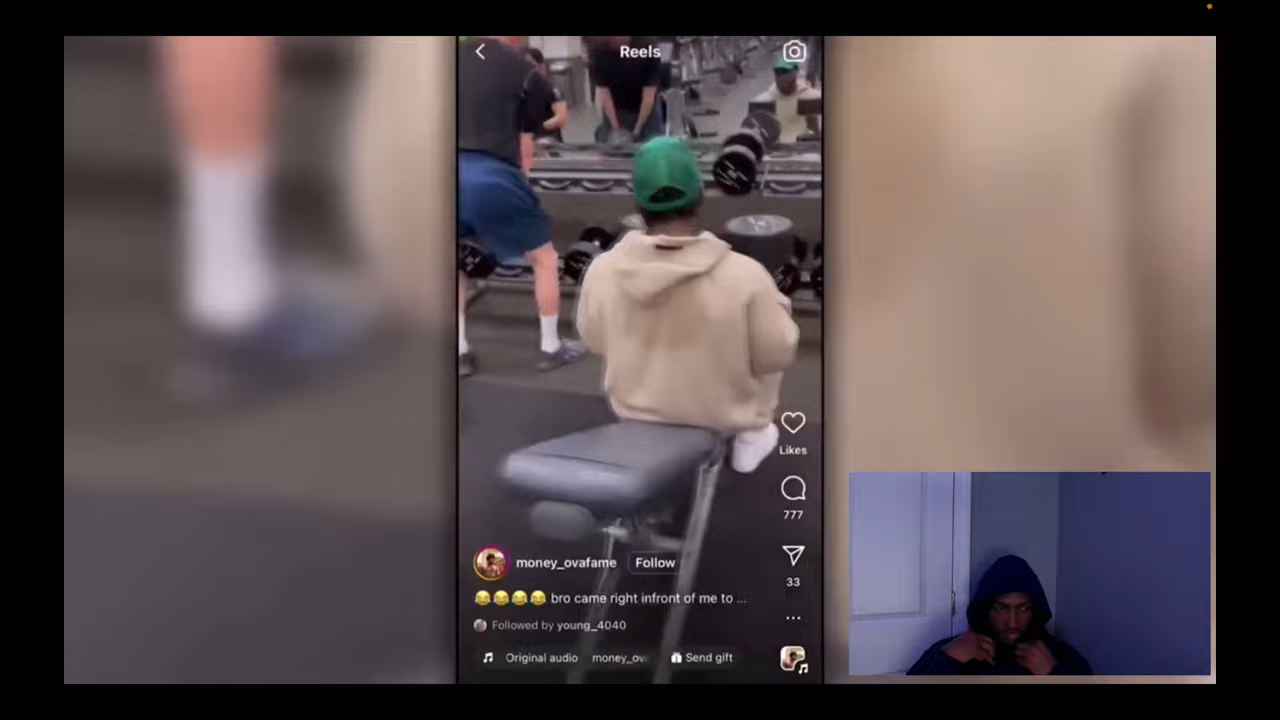 Reels
Likes
777
money_ovafame Follow
33
😂😂😂😂 bro came right infront of me to ...
Followed by young_4040
Original audio money_ov
Send gift